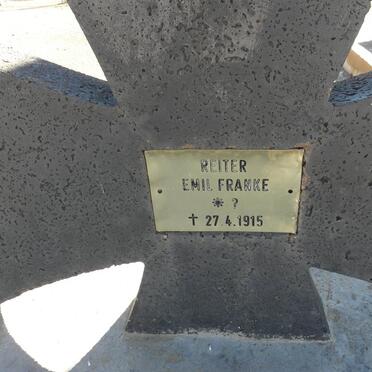 REITER
EMIL FRANKE
* ?
† 27.4.1915